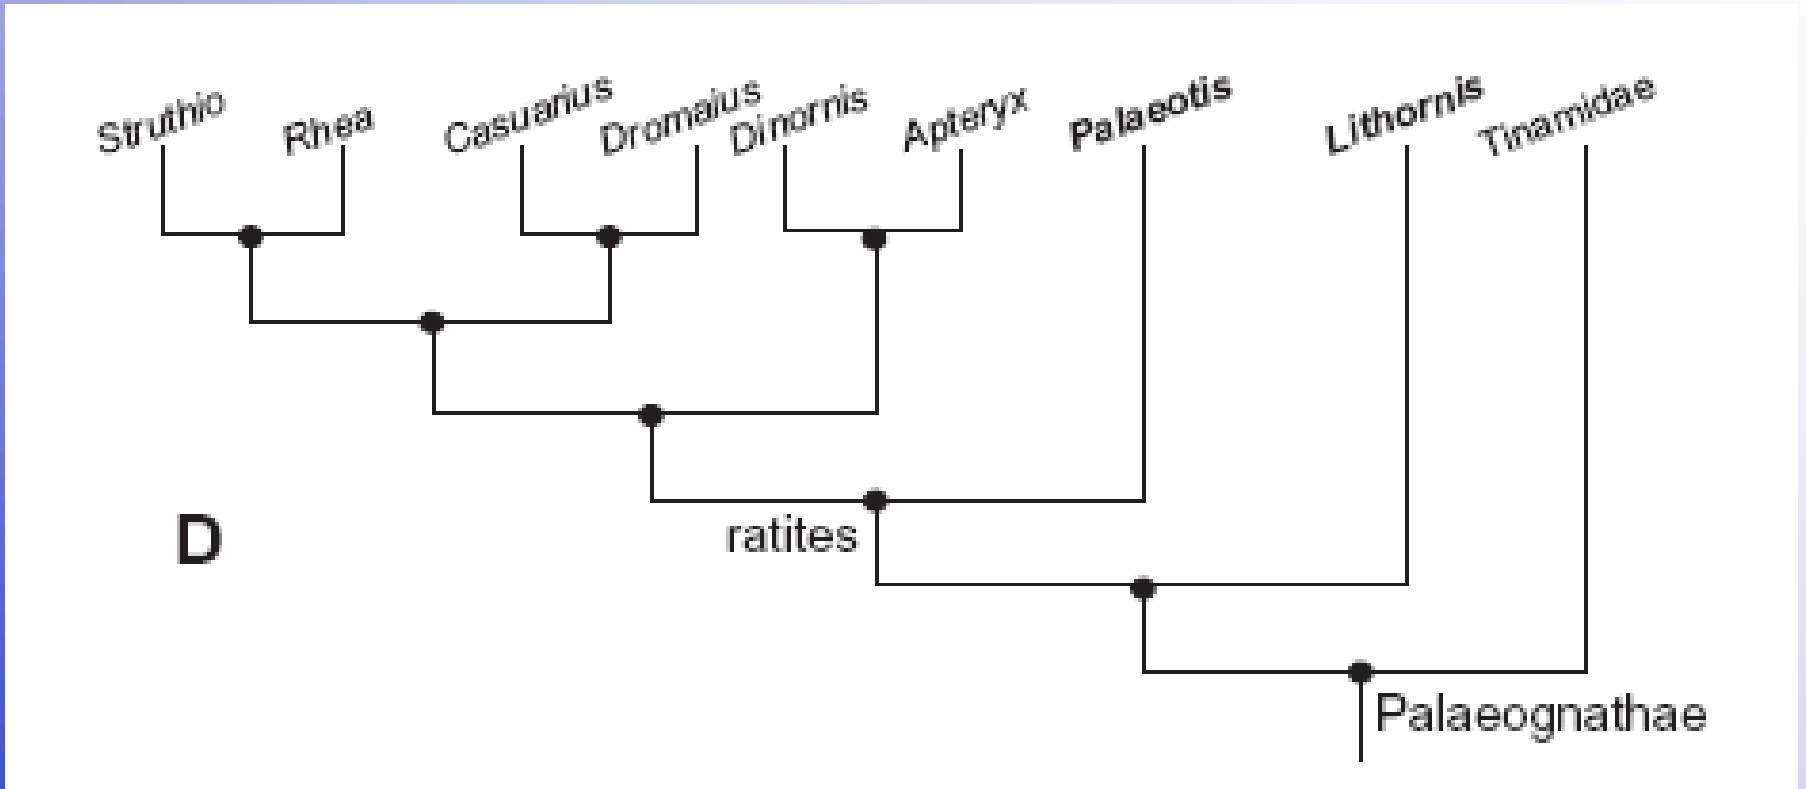 Struthio
Rhea
Casuarius
Dromaius
Dinornis
Apteryx
Palaeotis
Lithornis
Tinamidae
D
ratites
Palaeognathae